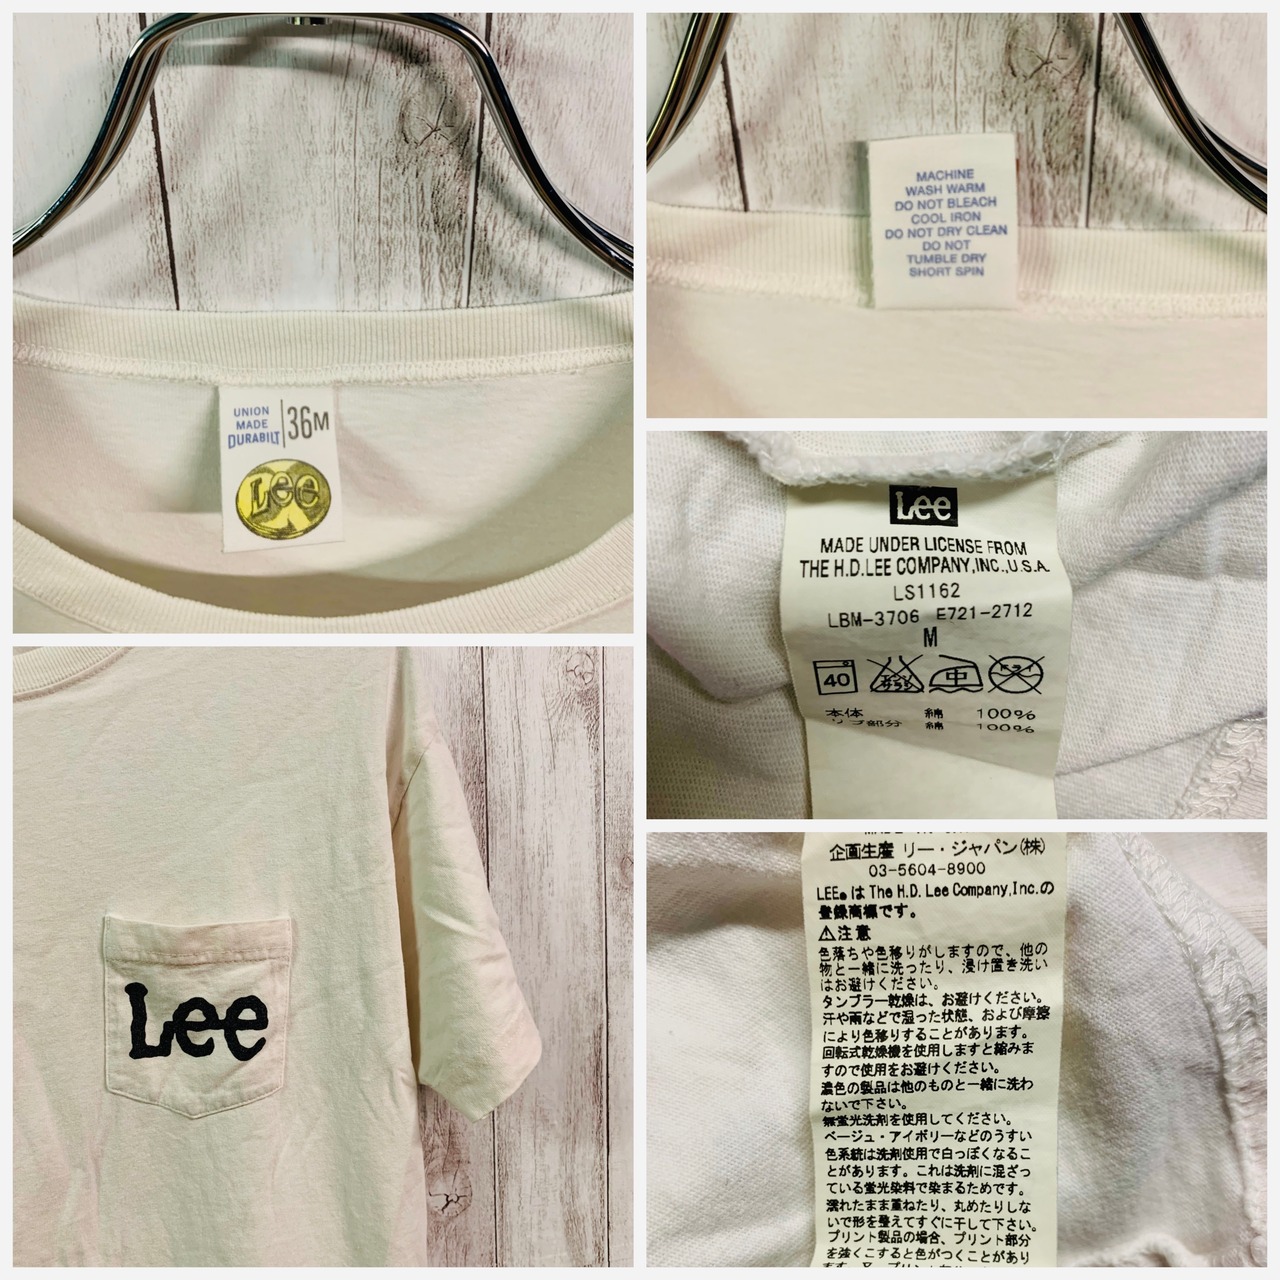 UNION
MADE
DURABILT
36M
Lee
MACHINE
WASH WARM
DO NOT BLEACH
COOL IRON
DO NOT DRY CLEAN
DO NOT
TUMBLE DRY
SHORT SPIN
Lee
MADE UNDER LICENSE FROM
THE H.D.LEE COMPANY,INC.,U.S.A.
LS1162
LBM-3706 E721-2712
M
40 エンソサラシ 中 ドライ
本体 綿 100%
リブ部分 綿 100%
Lee
企画生産 リー・ジャパン(株)
03-5604-8900
LEE®は The H.D. Lee Company,Inc.の
登録商標です。
⚠注意
色落ちや色移りがしますので、他の
物と一緒に洗ったり、浸け置き洗い
はお避けください。
タンブラー乾燥は、お避けください。
汗や雨などで湿った状態、および摩擦
により色移りすることがあります。
回転式乾燥機を使用しますと縮みま
すので使用をお避けください。
濃色の製品は他のものと一緒に洗わ
ないで下さい。
無蛍光洗剤を使用してください。
ベージュ・アイボリーなどのうすい
色系統は洗剤使用で白っぽくなるこ
とがあります。これは洗剤に混ざっ
ている蛍光染料で染まるためです。
濡れたまま重ねたり、丸めたりしな
いで形を整えてすぐに干して下さい。
プリント製品の場合、プリント部分
を強くこすると色がつくことがあり